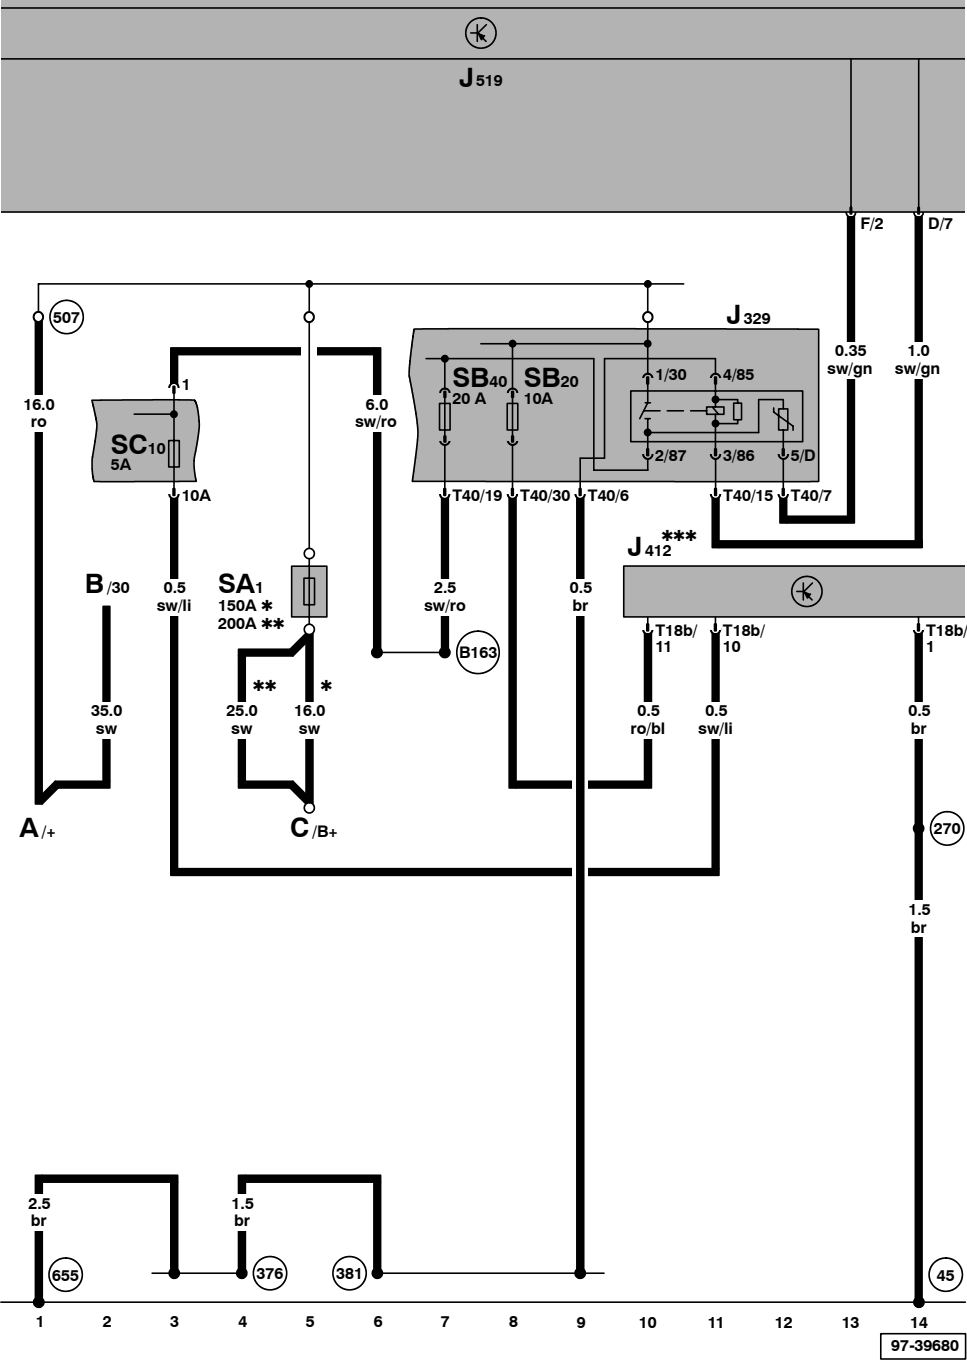 J 519
F/2
D/7
507
J 329
0.35
sw/gn
1.0
sw/gn
1/30
4/85
SB40
20 A
SB20
10A
1
16.0
ro
6.0
sw/ro
SC10
5A
2/87
3/86
5/D
10A
T40/19
T40/30
T40/6
T40/15
T40/7
J 412 ***
B /30
0.5
sw/li
SA1
150A *
200A **
2.5
sw/ro
0.5
br
T18b/
11
T18b/
10
T18b/
1
B163
**
*
35.0
sw
25.0
sw
16.0
sw
0.5
ro/bl
0.5
sw/li
0.5
br
A /+
C /B+
270
1.5
br
2.5
br
1.5
br
655
376
381
45
1 2 3 4 5 6 7 8 9 10 11 12 13 14
97-39680